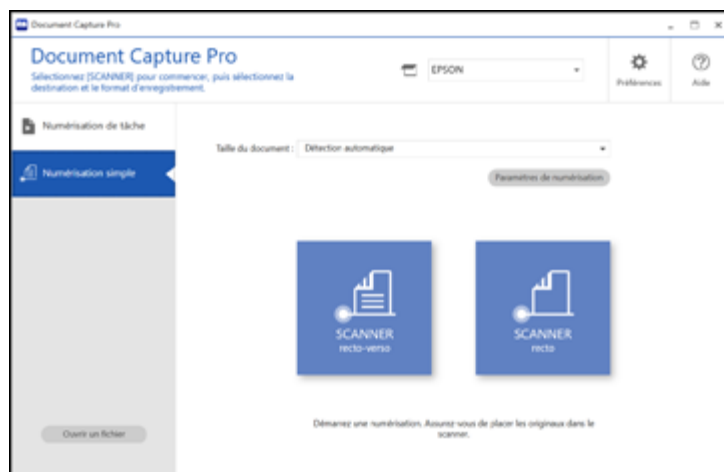 Document Capture Pro
Document Capture Pro
Sélectionnez [SCANNER] pour commencer, puis sélectionnez la
destination et le format d'enregistrement.
EPSON
Préférences
Aide
Numérisation de tâche
Numérisation simple
Taille du document :
Détection automatique
Paramètres de numérisation
SCANNER
recto-verso
SCANNER
recto
Démarrez une numérisation. Assurez-vous de placer les originaux dans le
scanner.
Ouvrir un fichier